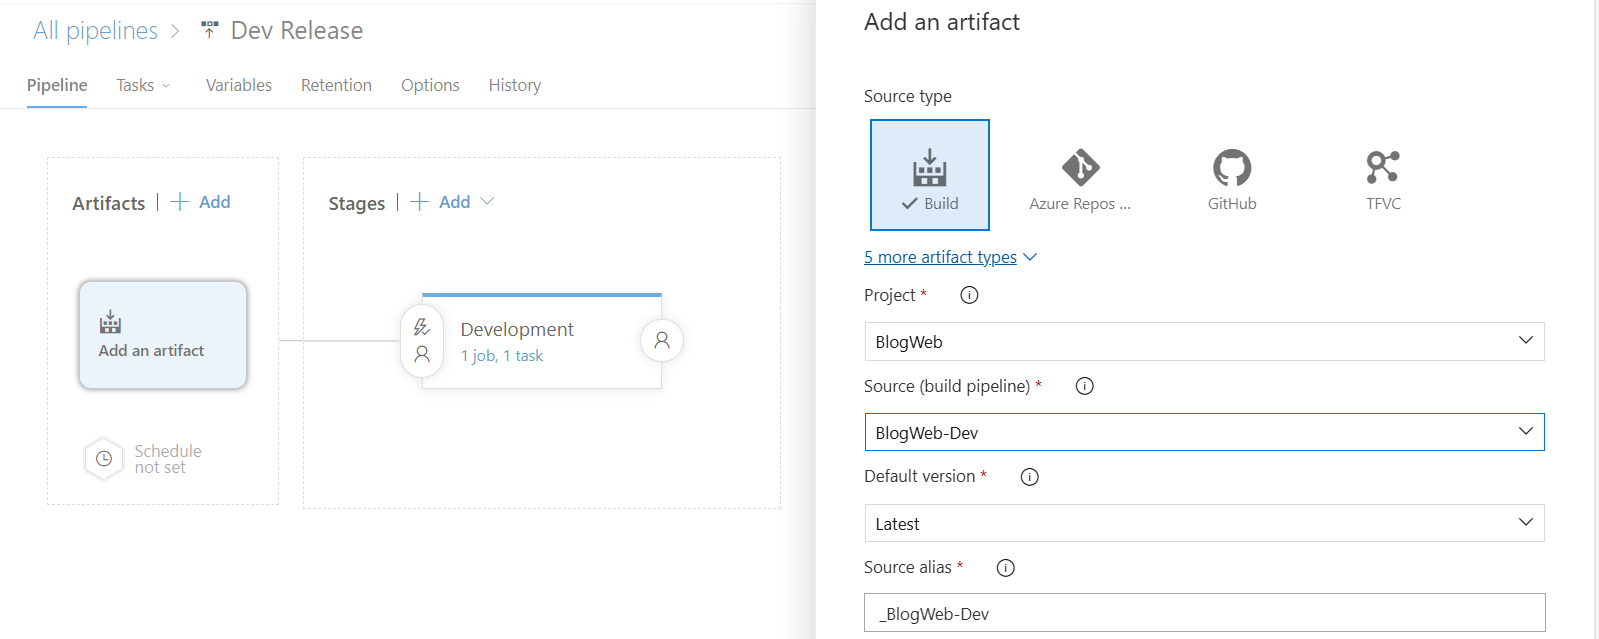 All pipelines > Dev Release
Pipeline Tasks Variables Retention Options History
Artifacts | + Add
Add an artifact
Schedule
not set
Stages | + Add
Development
1 job, 1 task
Add an artifact
Source type
Build
Azure Repos ...
GitHub
TFVC
5 more artifact types
Project *
BlogWeb
Source (build pipeline) *
BlogWeb-Dev
Default version *
Latest
Source alias *
_BlogWeb-Dev